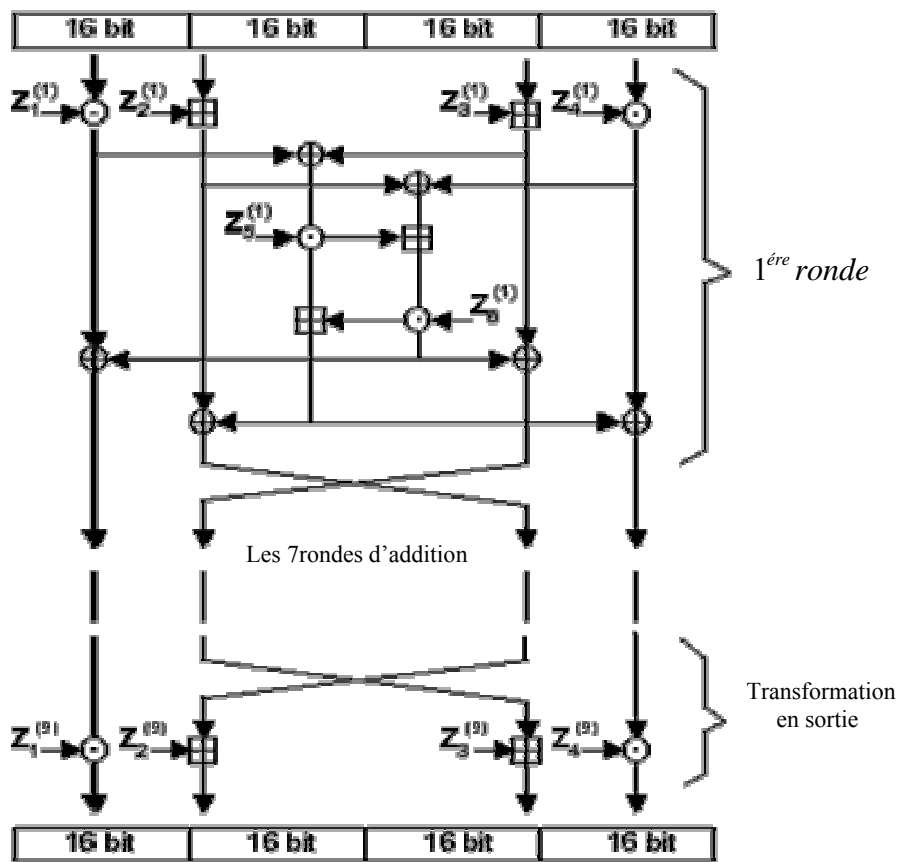 16 bit 16 bit 16 bit 16 bit
Z₁⁽¹⁾ Z₂⁽¹⁾ Z₃⁽¹⁾ Z₄⁽¹⁾
Z₅⁽¹⁾
1ére ronde
Z₆⁽¹⁾
Les 7rondes d’addition
Transformation
en sortie
Z₁⁽⁹⁾ Z₂⁽⁹⁾ Z₃⁽⁹⁾ Z₄⁽⁹⁾
16 bit 16 bit 16 bit 16 bit